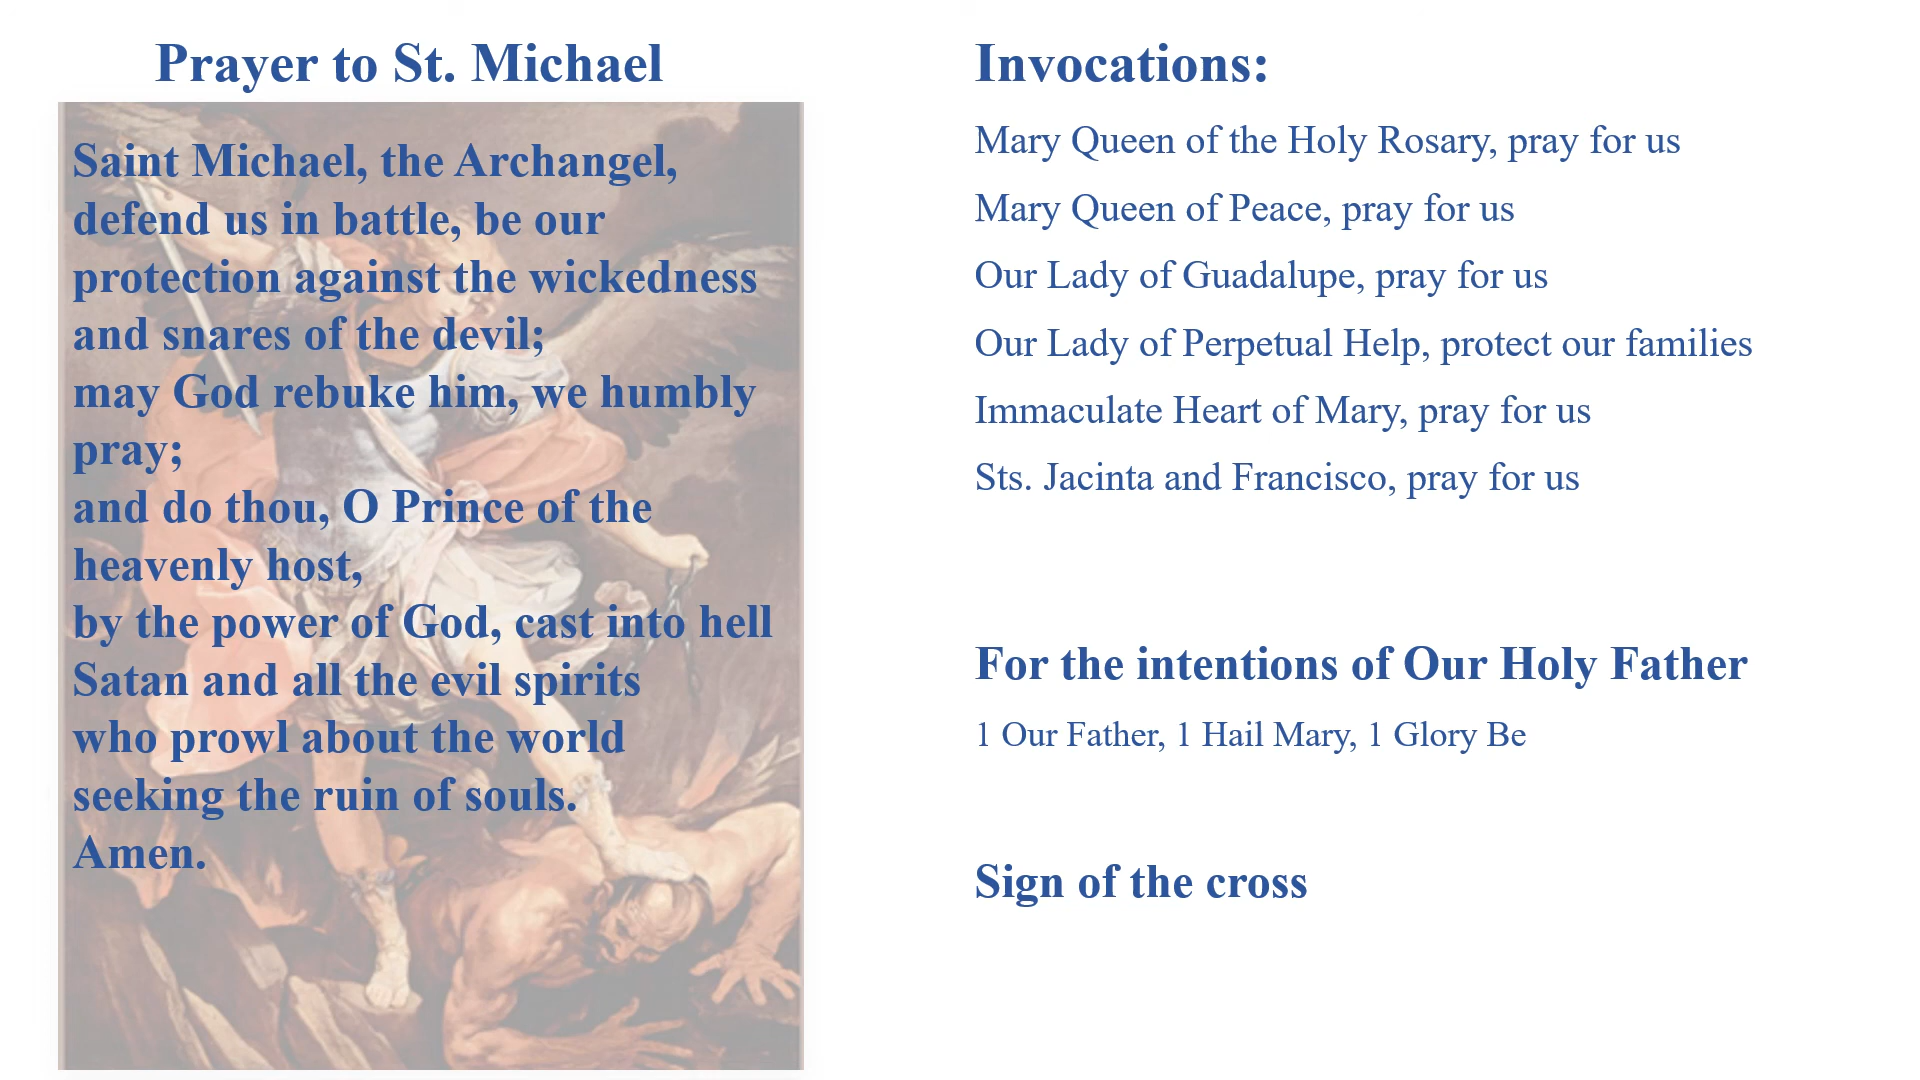 Prayer to St. Michael
Saint Michael, the Archangel,
defend us in battle, be our
protection against the wickedness
and snares of the devil;
may God rebuke him, we humbly
pray;
and do thou, O Prince of the
heavenly host,
by the power of God, cast into hell
Satan and all the evil spirits
who prowl about the world
seeking the ruin of souls.
Amen.
Invocations:
Mary Queen of the Holy Rosary, pray for us
Mary Queen of Peace, pray for us
Our Lady of Guadalupe, pray for us
Our Lady of Perpetual Help, protect our families
Immaculate Heart of Mary, pray for us
Sts. Jacinta and Francisco, pray for us
For the intentions of Our Holy Father
1 Our Father, 1 Hail Mary, 1 Glory Be
Sign of the cross